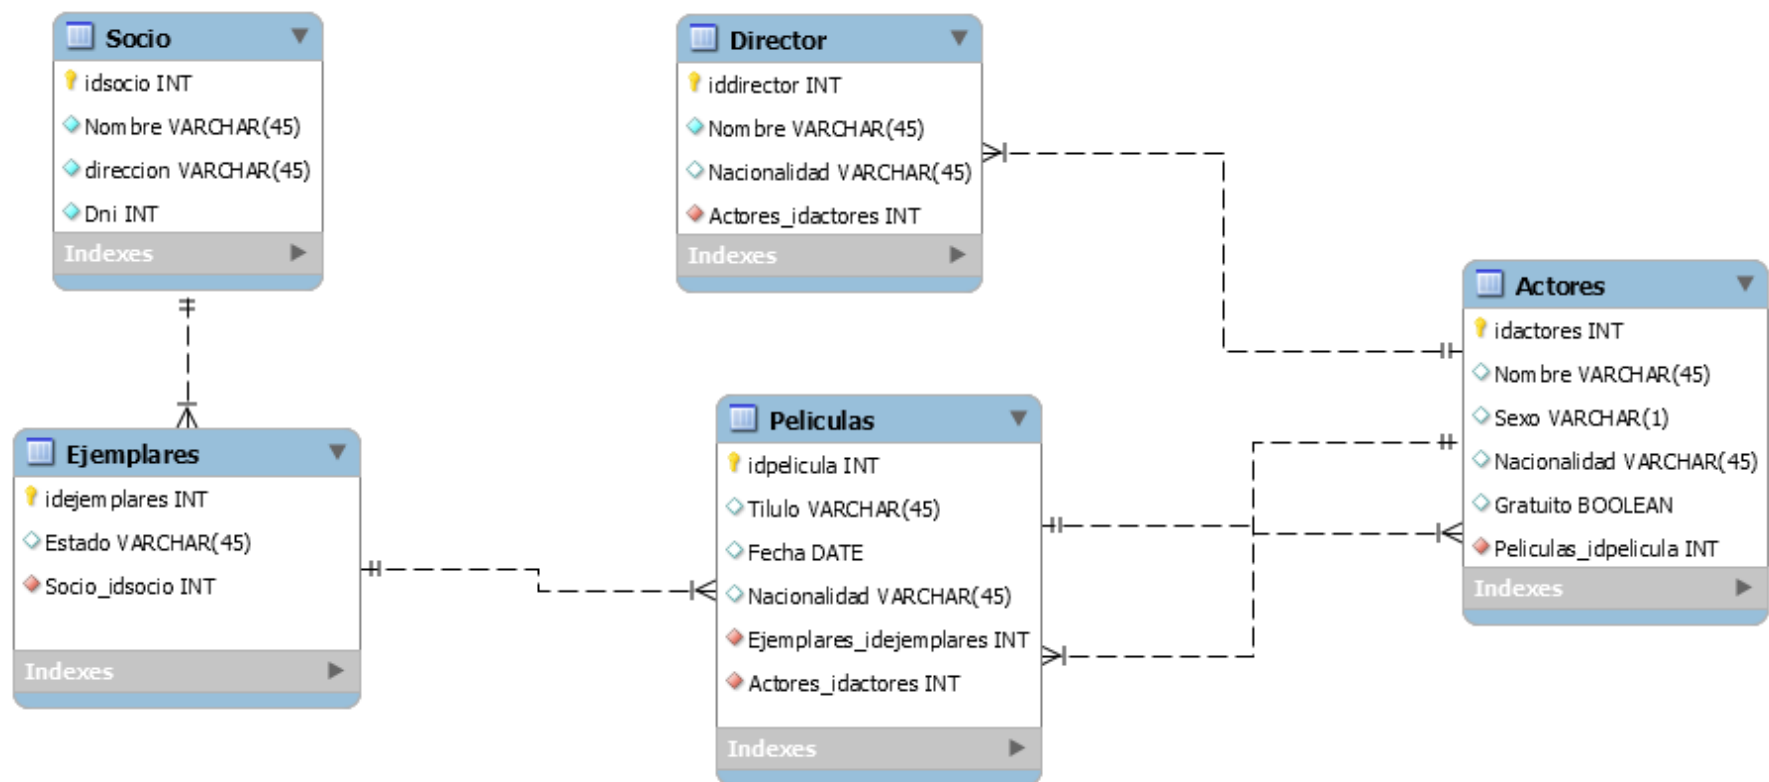 Socio
idsocio INT
Nombre VARCHAR(45)
direccion VARCHAR(45)
Dni INT
Indexes
Director
iddirector INT
Nombre VARCHAR(45)
Nacionalidad VARCHAR(45)
Actores_idactores INT
Indexes
Actores
idactores INT
Nombre VARCHAR(45)
Sexo VARCHAR(1)
Nacionalidad VARCHAR(45)
Gratuito BOOLEAN
Peliculas_idpelicula INT
Indexes
Ejemplares
idejemplares INT
Estado VARCHAR(45)
Socio_idsocio INT
Indexes
Peliculas
idpelicula INT
Tilulo VARCHAR(45)
Fecha DATE
Nacionalidad VARCHAR(45)
Ejemplares_idejemplares INT
Actores_idactores INT
Indexes